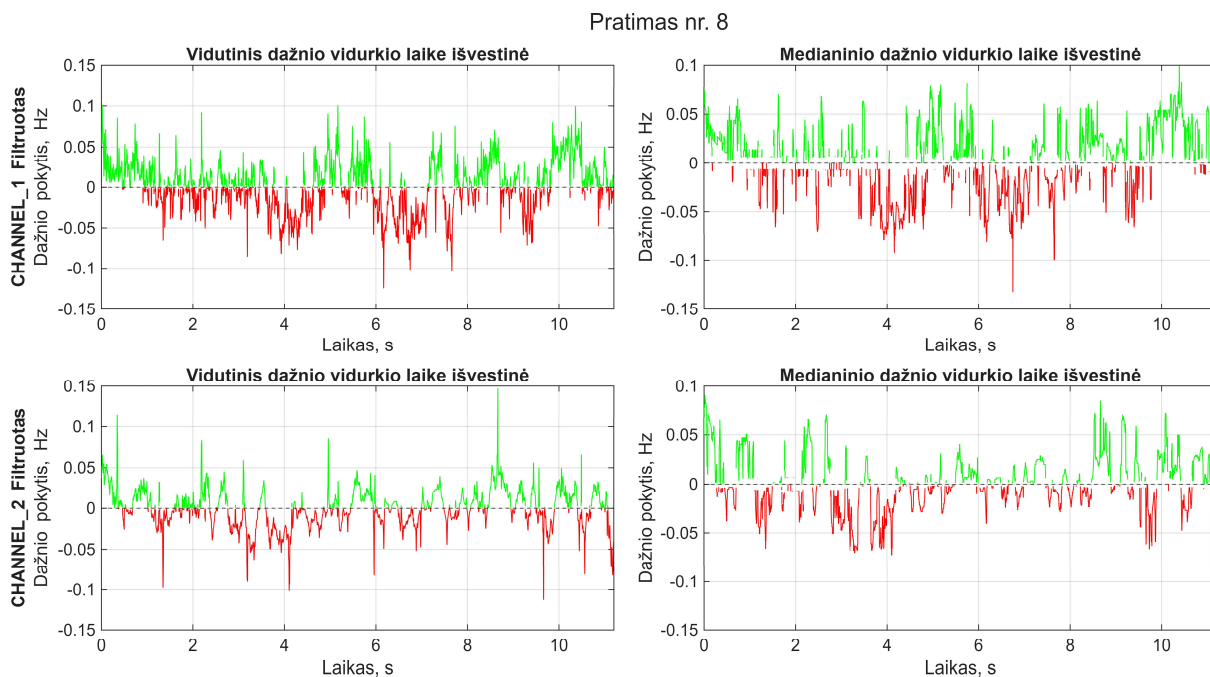 Pratimas nr. 8
Vidutinis dažnio vidurkio laike išvestinė
CHANNEL_1 Filtruotas
Dažnio pokytis, Hz
0.15
0.1
0.05
0
-0.05
-0.1
-0.15
0 2 4 6 8 10
Laikas, s
Medianinio dažnio vidurkio laike išvestinė
Dažnio pokytis, Hz
0.1
0.05
0
-0.05
-0.1
-0.15
0 2 4 6 8 10
Laikas, s
Vidutinis dažnio vidurkio laike išvestinė
CHANNEL_2 Filtruotas
Dažnio pokytis, Hz
0.15
0.1
0.05
0
-0.05
-0.1
-0.15
0 2 4 6 8 10
Laikas, s
Medianinio dažnio vidurkio laike išvestinė
Dažnio pokytis, Hz
0.1
0.05
0
-0.05
-0.1
-0.15
0 2 4 6 8 10
Laikas, s